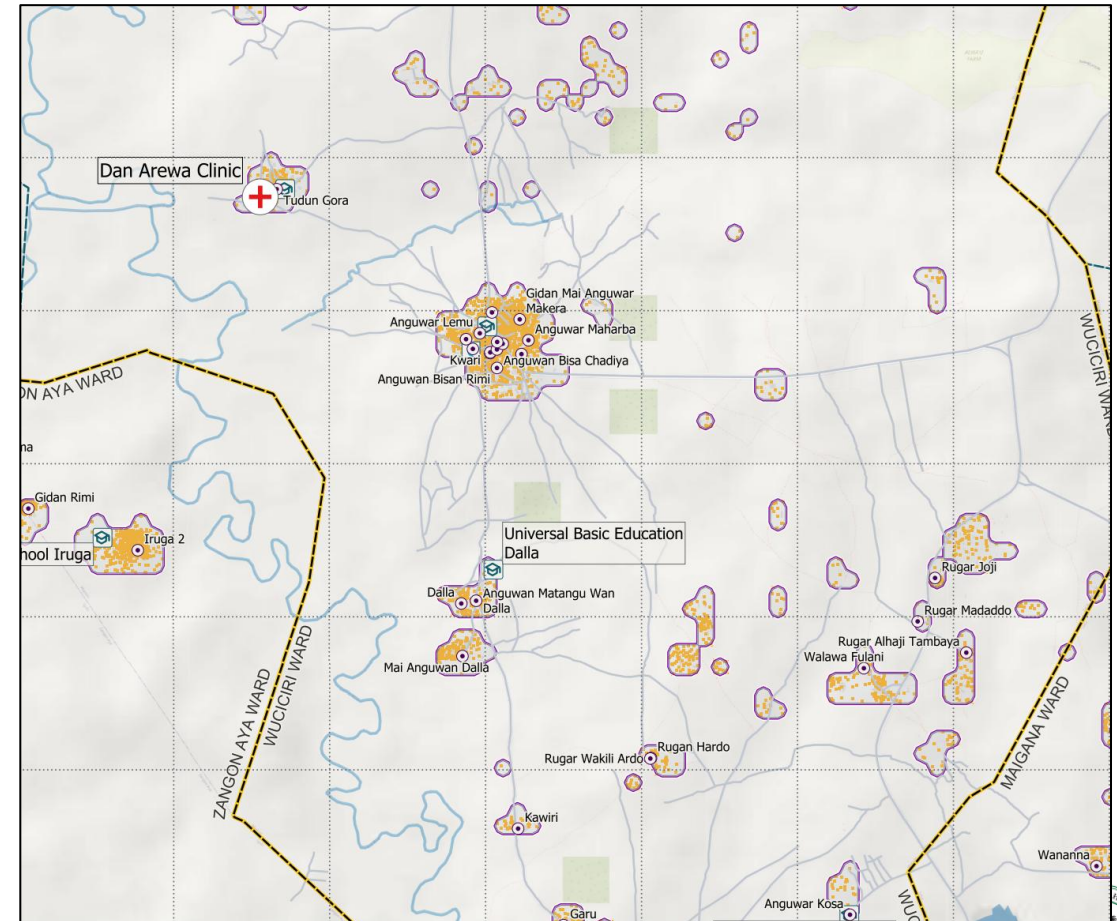 Dan Arewa Clinic
Tudun Gora
Gidan Mai Anguwar
Makera
Anguwar Lemu
Anguwar Maharba
Kwari
Anguwan Bisa Chadiya
Anguwan Bisan Rimi
WUCICIRI WARD
ON AYA WARD
ma
Gidan Rimi
Iruga 2
hool Iruga
Universal Basic Education
Dalla
Rugar Joji
Dalla
Anguwan Matangu Wan
Dalla
Rugar Madaddo
Rugar Alhaji Tambaya
Walawa Fulani
Mai Anguwan Dalla
ZANGON AYA WARD
WUCICIRI WARD
MAIGANA WARD
Rugan Hardo
Rugar Wakili Ardo
Kawiri
Wananna
Anguwar Kosa
Garu
WUC